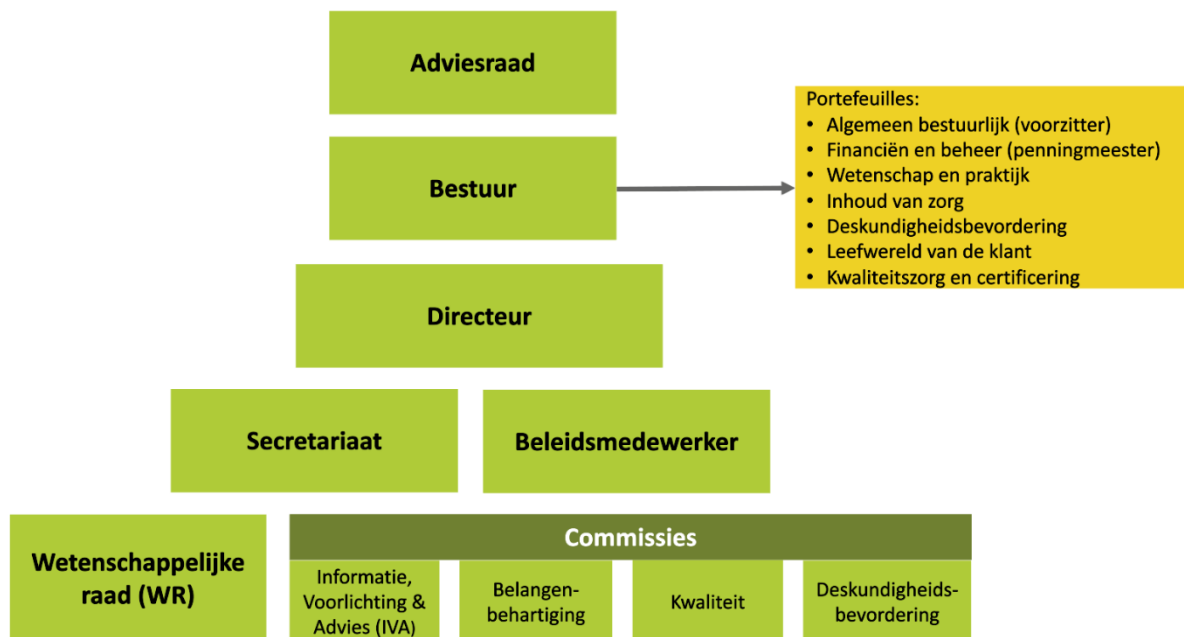 Adviesraad
Portefeuilles:
• Algemeen bestuurlijk (voorzitter)
• Financiën en beheer (penningmeester)
• Wetenschap en praktijk
• Inhoud van zorg
• Deskundigheidsbevordering
• Leefwereld van de klant
• Kwaliteitszorg en certificering
Bestuur
Directeur
Secretariaat
Beleidsmedewerker
Wetenschappelijke
raad (WR)
Commissies
Informatie,
Voorlichting &
Advies (IVA)
Belangen-
behartiging
Kwaliteit
Deskundigheids-
bevordering